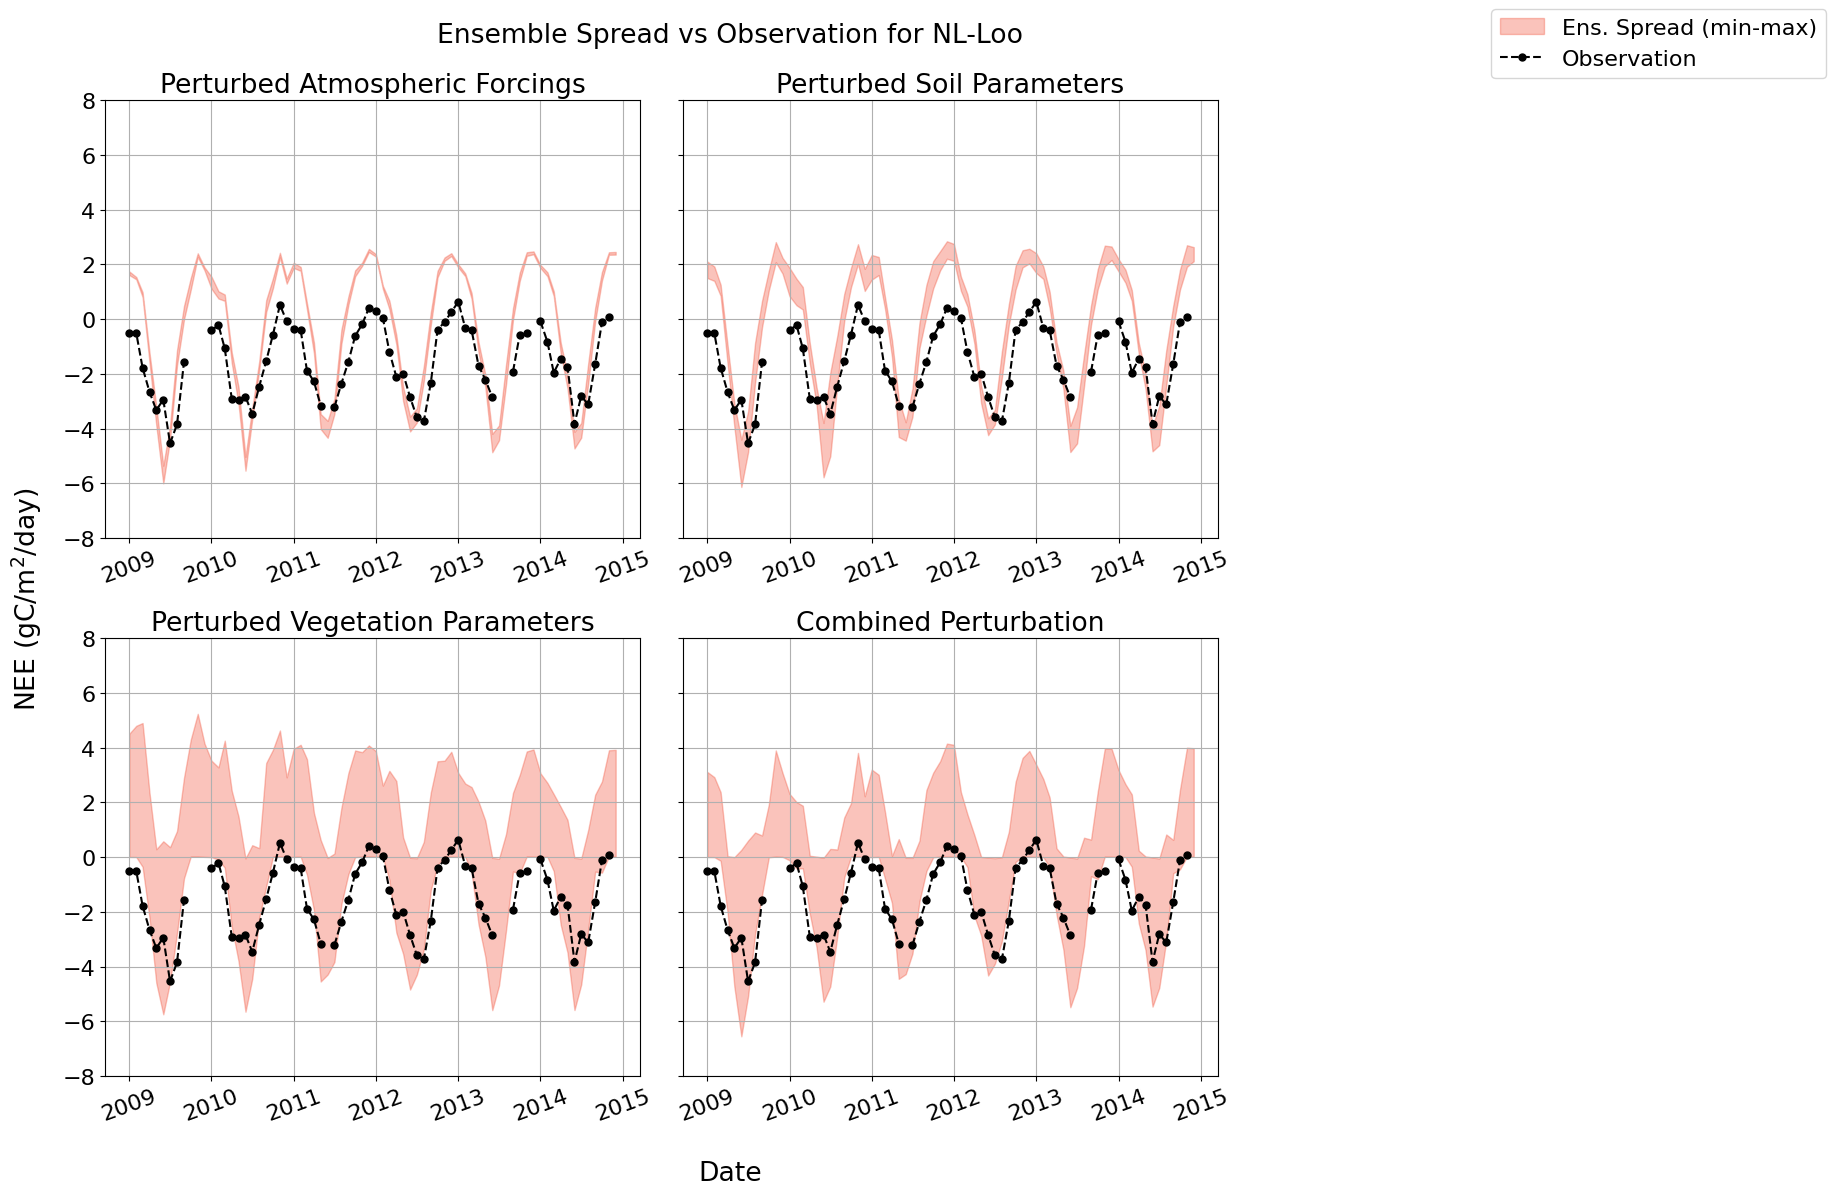 Ensemble Spread vs Observation for NL-Loo
Ens. Spread (min-max)
Observation
Perturbed Atmospheric Forcings
Perturbed Soil Parameters
8
6
4
2
0
−2
−4
−6
−8
2009 2010 2011 2012 2013 2014 2015
2009 2010 2011 2012 2013 2014 2015
NEE (gC/m²/day)
Perturbed Vegetation Parameters
Combined Perturbation
8
6
4
2
0
−2
−4
−6
−8
2009 2010 2011 2012 2013 2014 2015
2009 2010 2011 2012 2013 2014 2015
Date